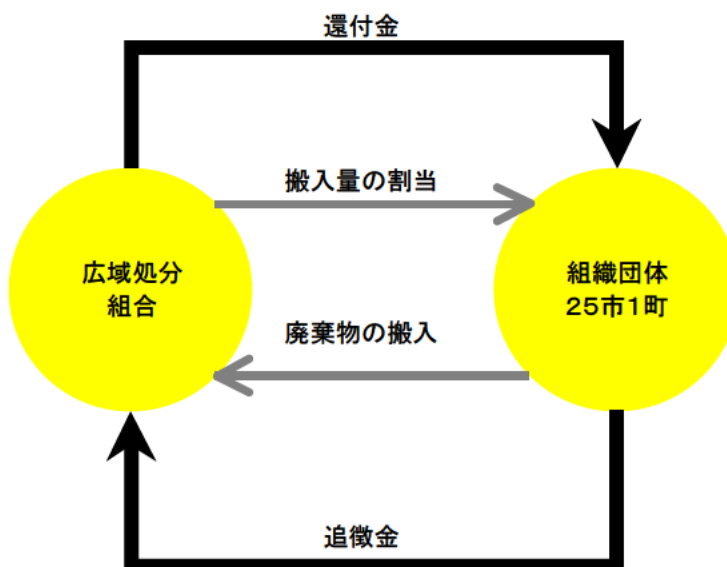 還付金
搬入量の割当
広域処分
組合
組織団体
25市1町
廃棄物の搬入
追徴金